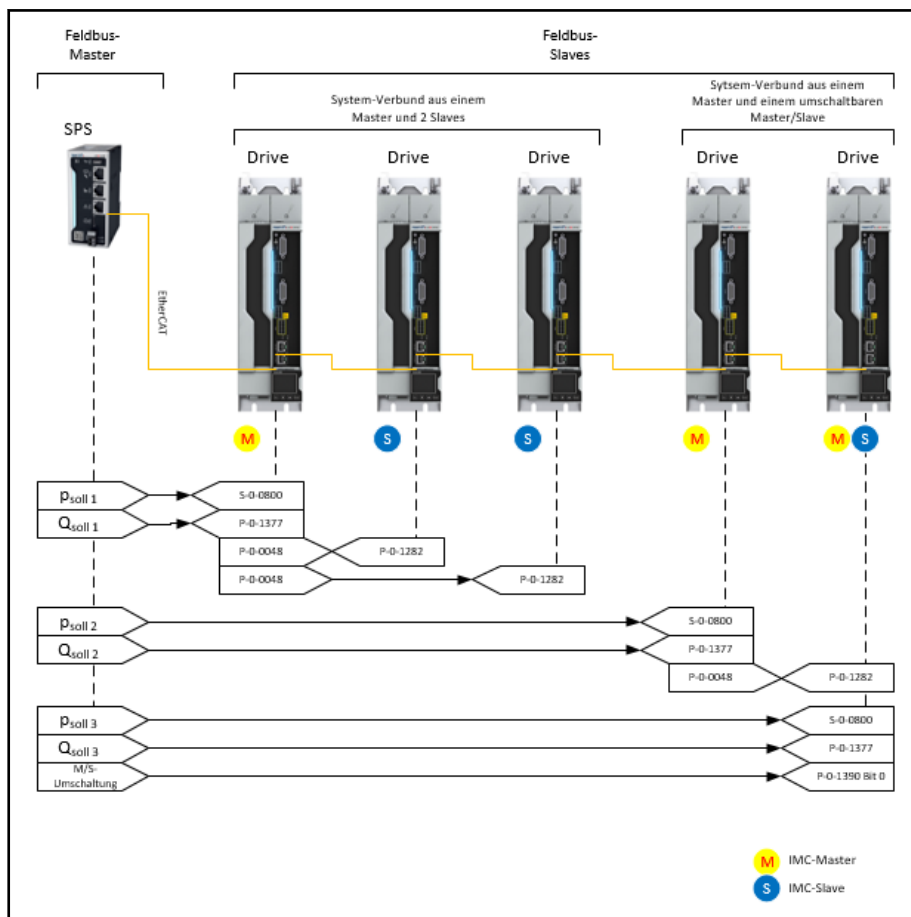 Feldbus-
Master
Feldbus-
Slaves
System-Verbund aus einem
Master und 2 Slaves
Sytsem-Verbund aus einem
Master und einem umschaltbaren
Master/Slave
SPS
Drive
Drive
Drive
Drive
Drive
EtherCAT
M
S
S
M
M
S
psoll 1
S-0-0800
Qsoll 1
P-0-1377
P-0-0048
P-0-1282
P-0-0048
P-0-1282
psoll 2
S-0-0800
Qsoll 2
P-0-1377
P-0-0048
P-0-1282
psoll 3
S-0-0800
Qsoll 3
P-0-1377
M/S-
Umschaltung
P-0-1390 Bit 0
M IMC-Master
S IMC-Slave